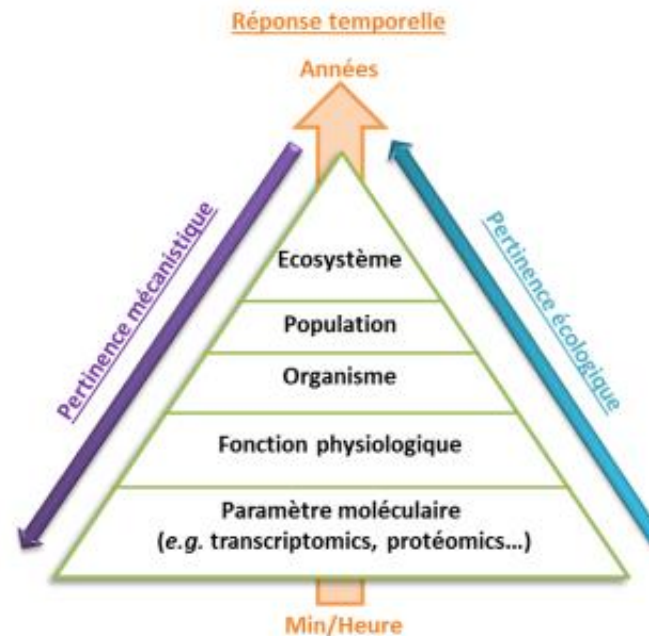 Réponse temporelle
Années
Pertinence mécanistique
Pertinence écologique
Ecosystème
Population
Organisme
Fonction physiologique
Paramètre moléculaire
(e.g. transcriptomics, protéomics...)
Min/Heure